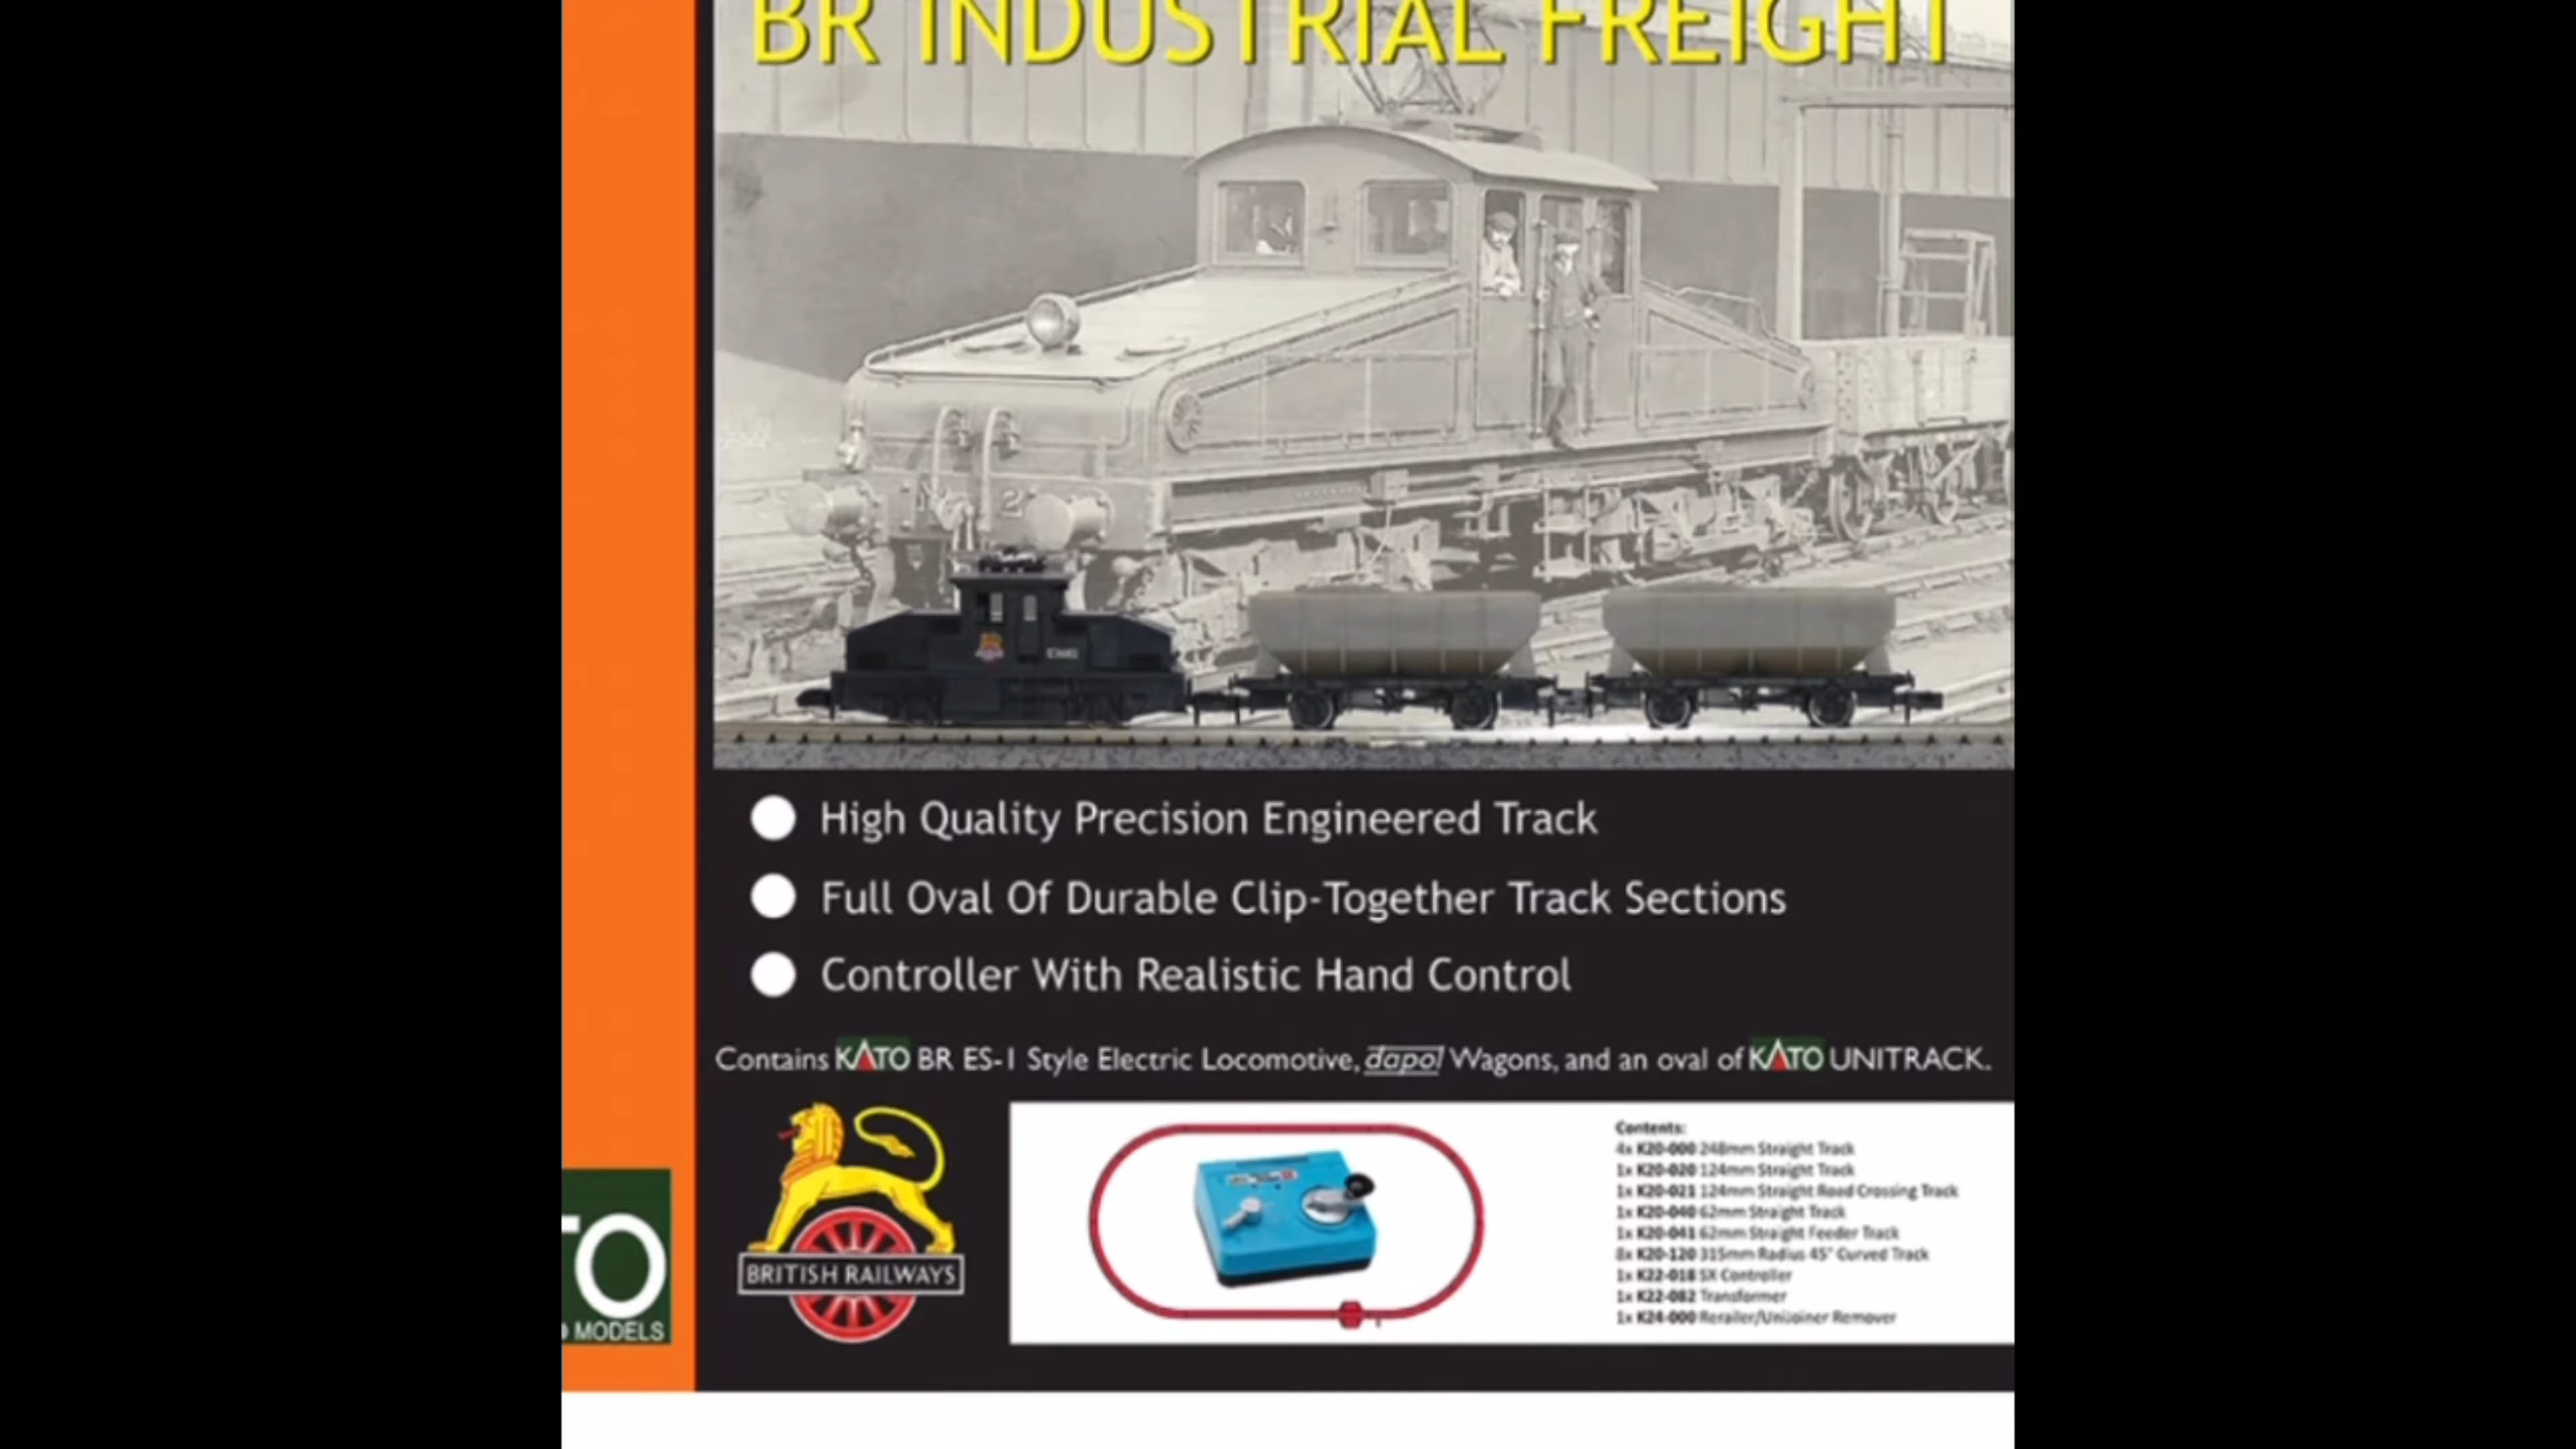 BR INDUSTRIAL FREIGHT
No 2
High Quality Precision Engineered Track
Full Oval Of Durable Clip-Together Track Sections
Controller With Realistic Hand Control
Contains KATO BR ES-1 Style Electric Locomotive, dapol Wagons, and an oval of KATO UNITRACK.
TO
MODELS
BRITISH RAILWAYS
Contents:
4x K20-000 248mm Straight Track
1x K20-020 124mm Straight Track
1x K20-021 124mm Straight Road Crossing Track
1x K20-040 62mm Straight Track
1x K20-041 62mm Straight Feeder Track
8x K20-120 315mm Radius 45° Curved Track
1x K22-018 SX Controller
1x K22-082 Transformer
1x K24-000 Rerailer/Unijoiner Remover